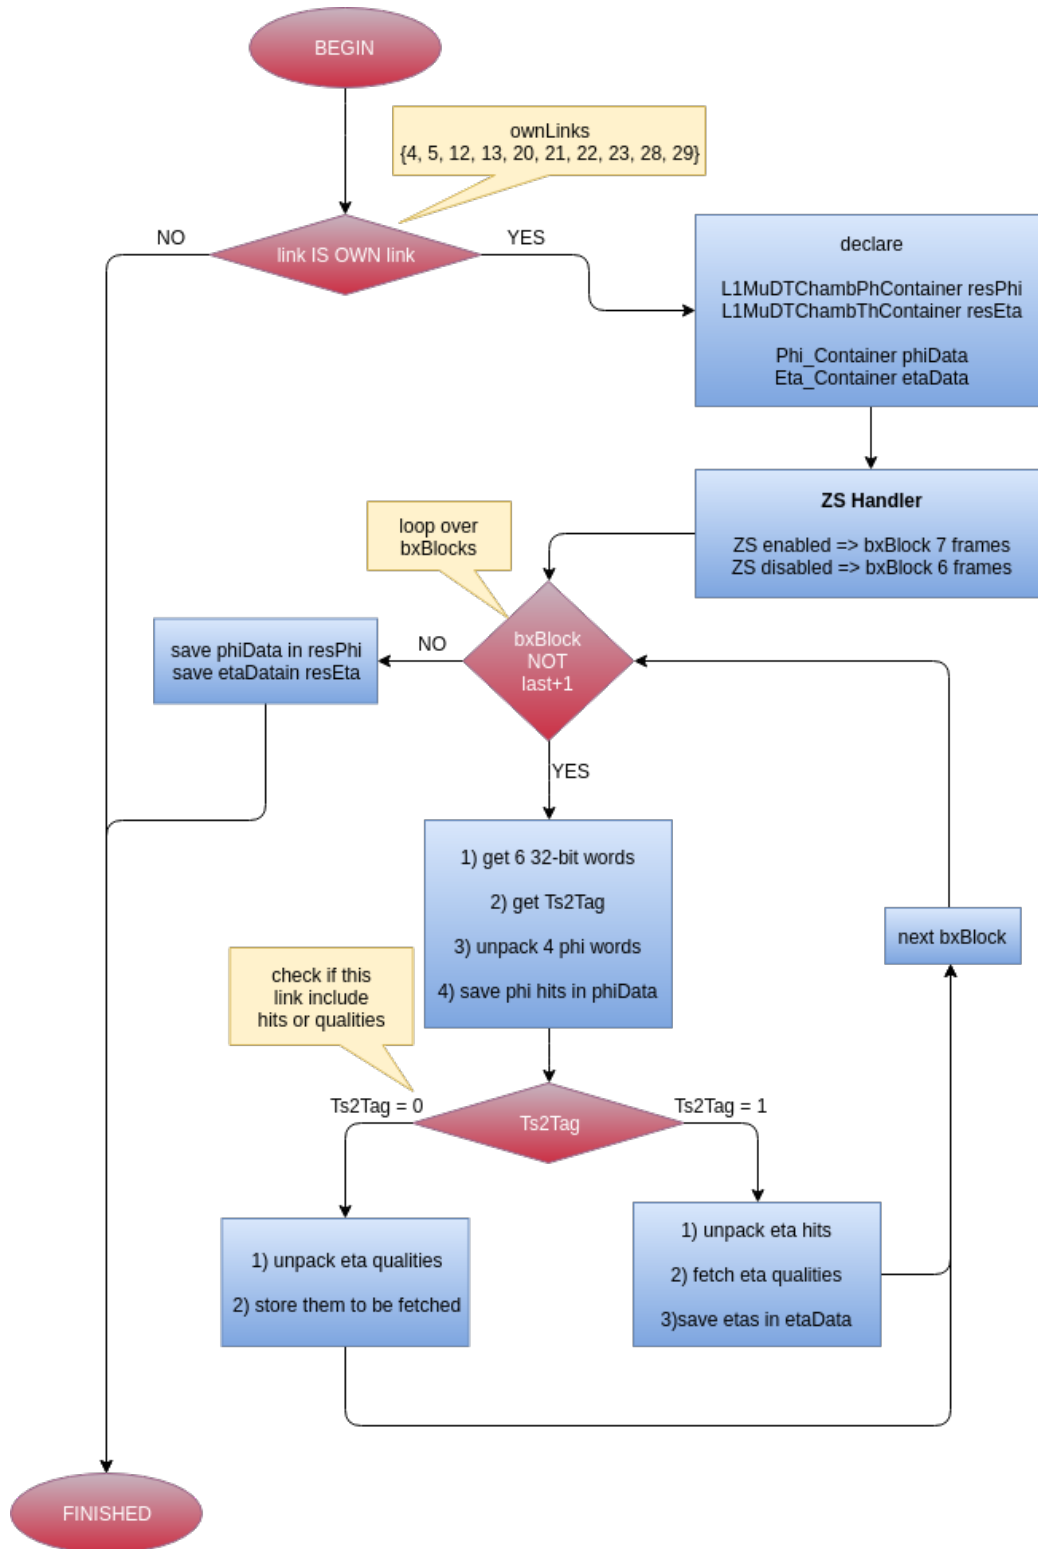 BEGIN
ownLinks
{4, 5, 12, 13, 20, 21, 22, 23, 28, 29}
NO
link IS OWN link
YES
declare
L1MuDTChambPhContainer resPhi
L1MuDTChambThContainer resEta
Phi_Container phiData
Eta_Container etaData
ZS Handler
ZS enabled => bxBlock 7 frames
ZS disabled => bxBlock 6 frames
loop over
bxBlocks
bxBlock
NOT
last+1
NO
save phiData in resPhi
save etaDatain resEta
YES
1) get 6 32-bit words
2) get Ts2Tag
3) unpack 4 phi words
4) save phi hits in phiData
next bxBlock
check if this
link include
hits or qualities
Ts2Tag = 0
Ts2Tag
Ts2Tag = 1
1) unpack eta qualities
2) store them to be fetched
1) unpack eta hits
2) fetch eta qualities
3)save etas in etaData
FINISHED